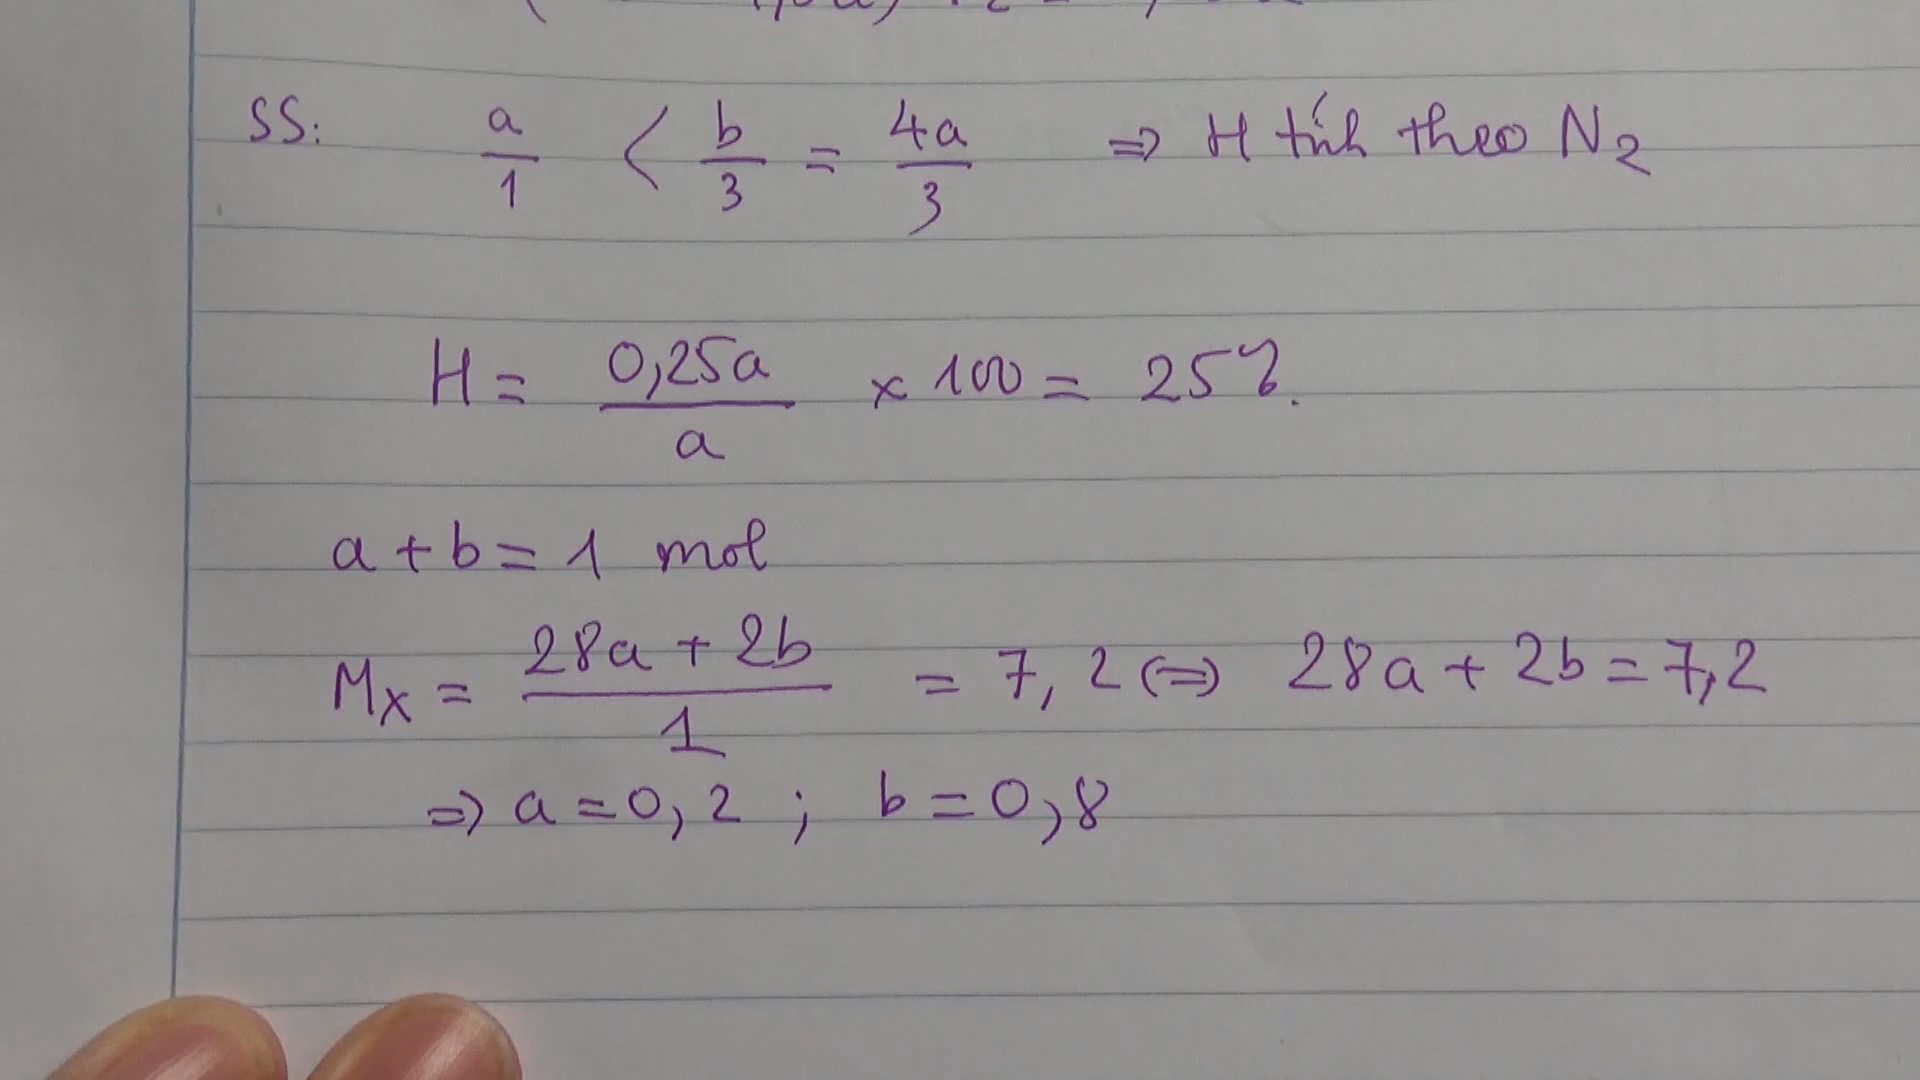 SS: a/1 < b/3 = 4a/3 => H tính theo N2
H = 0,25a/a x 100 = 25%.
a + b = 1 mol
Mx = 28a + 2b/1 = 7,2 <=> 28a + 2b = 7,2
=> a = 0,2 ; b = 0,8